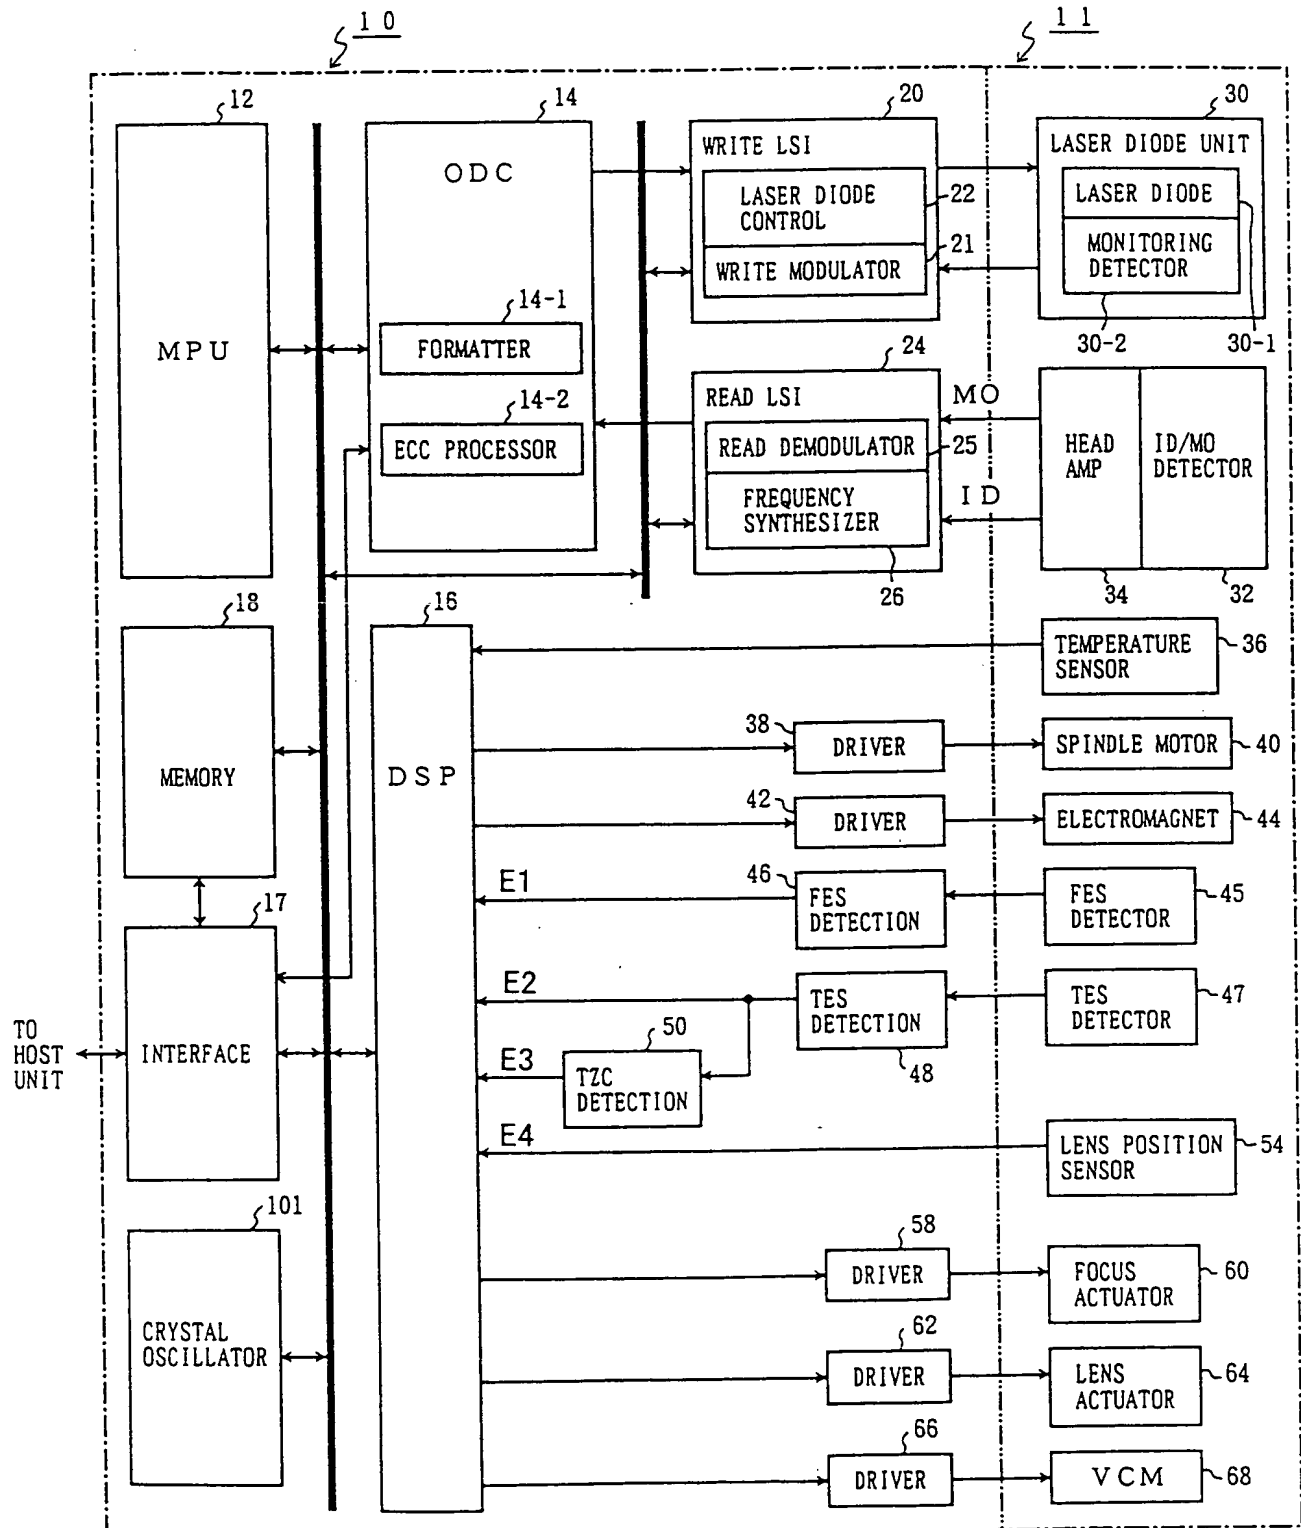 1 0
1 1
12
14
20
30
MPU
ODC
WRITE LSI
LASER DIODE
CONTROL
22
WRITE MODULATOR
21
LASER DIODE UNIT
LASER DIODE
MONITORING
DETECTOR
30-2
30-1
14-1
FORMATTER
14-2
ECC PROCESSOR
24
READ LSI
READ DEMODULATOR
25
FREQUENCY
SYNTHESIZER
26
MO
ID
HEAD
AMP
ID/MO
DETECTOR
34
32
18
MEMORY
16
DSP
TEMPERATURE
SENSOR
36
38
DRIVER
SPINDLE MOTOR
40
42
DRIVER
ELECTROMAGNET
44
E1
46
FES
DETECTION
FES
DETECTOR
45
17
INTERFACE
TO
HOST
UNIT
E2
TES
DETECTION
48
TES
DETECTOR
47
E3
50
TZC
DETECTION
E4
LENS POSITION
SENSOR
54
101
CRYSTAL
OSCILLATOR
58
DRIVER
FOCUS
ACTUATOR
60
62
DRIVER
LENS
ACTUATOR
64
66
DRIVER
VCM
68